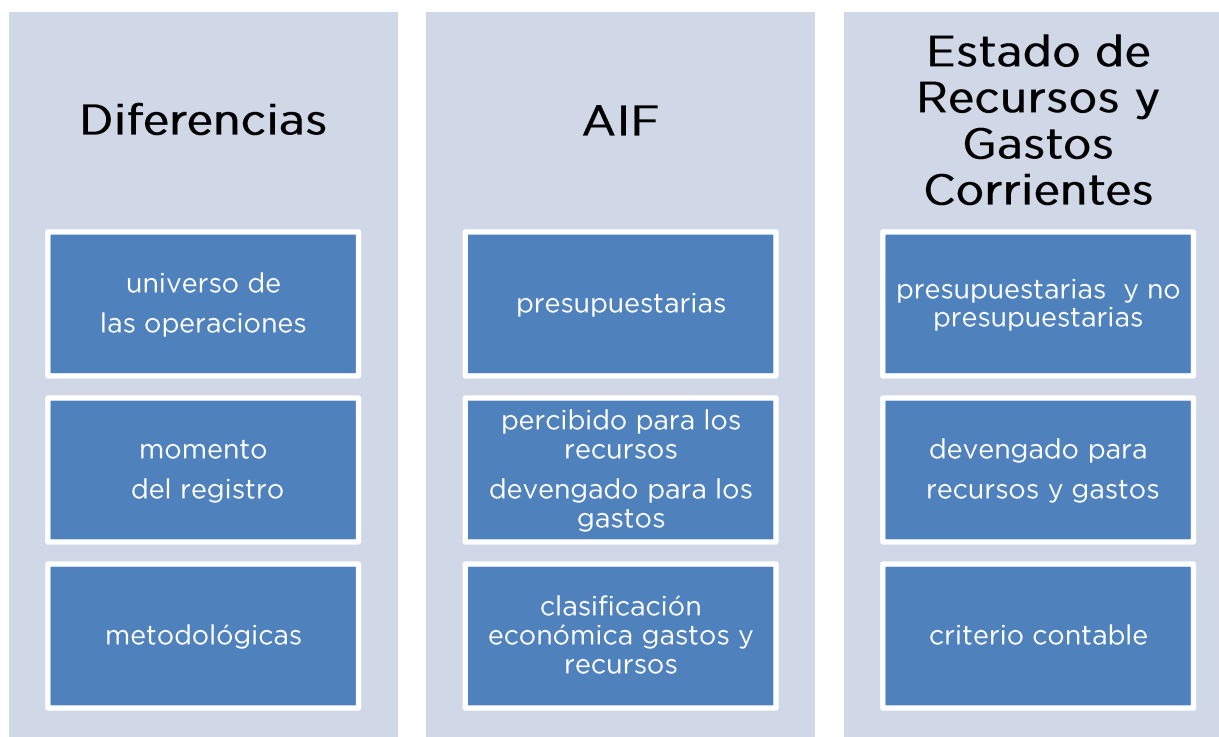 Diferencias
universo de
las operaciones
momento
del registro
metodológicas
AIF
presupuestarias
percibido para los
recursos
devengado para los
gastos
clasificación
económica gastos y
recursos
Estado de
Recursos y
Gastos
Corrientes
presupuestarias y no
presupuestarias
devengado para
recursos y gastos
criterio contable